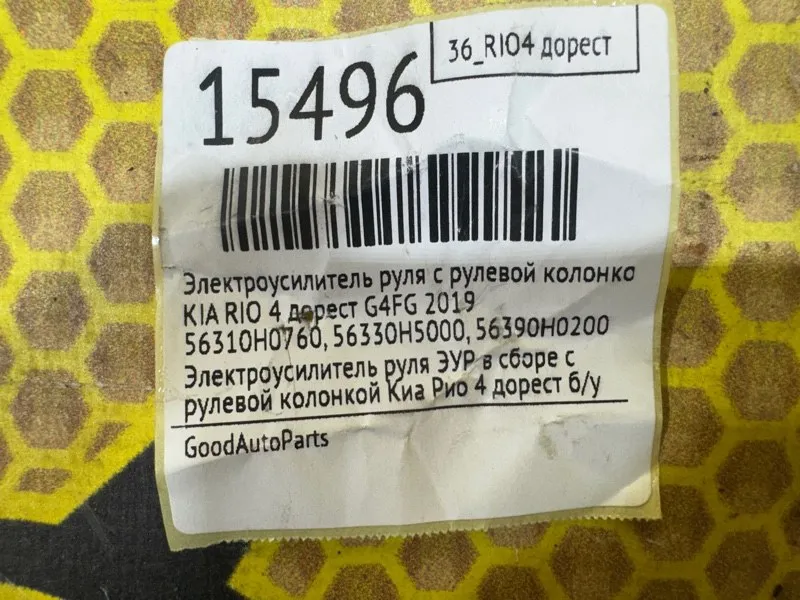 36_RIO4 дорест
15496
Электроусилитель руля с рулевой колонко
KIA RIO 4 дорест G4FG 2019
56310H0760, 56330H5000, 56390H0200
Электроусилитель руля ЭУР в сборе с
рулевой колонкой Киа Рио 4 дорест б/у
GoodAutoParts